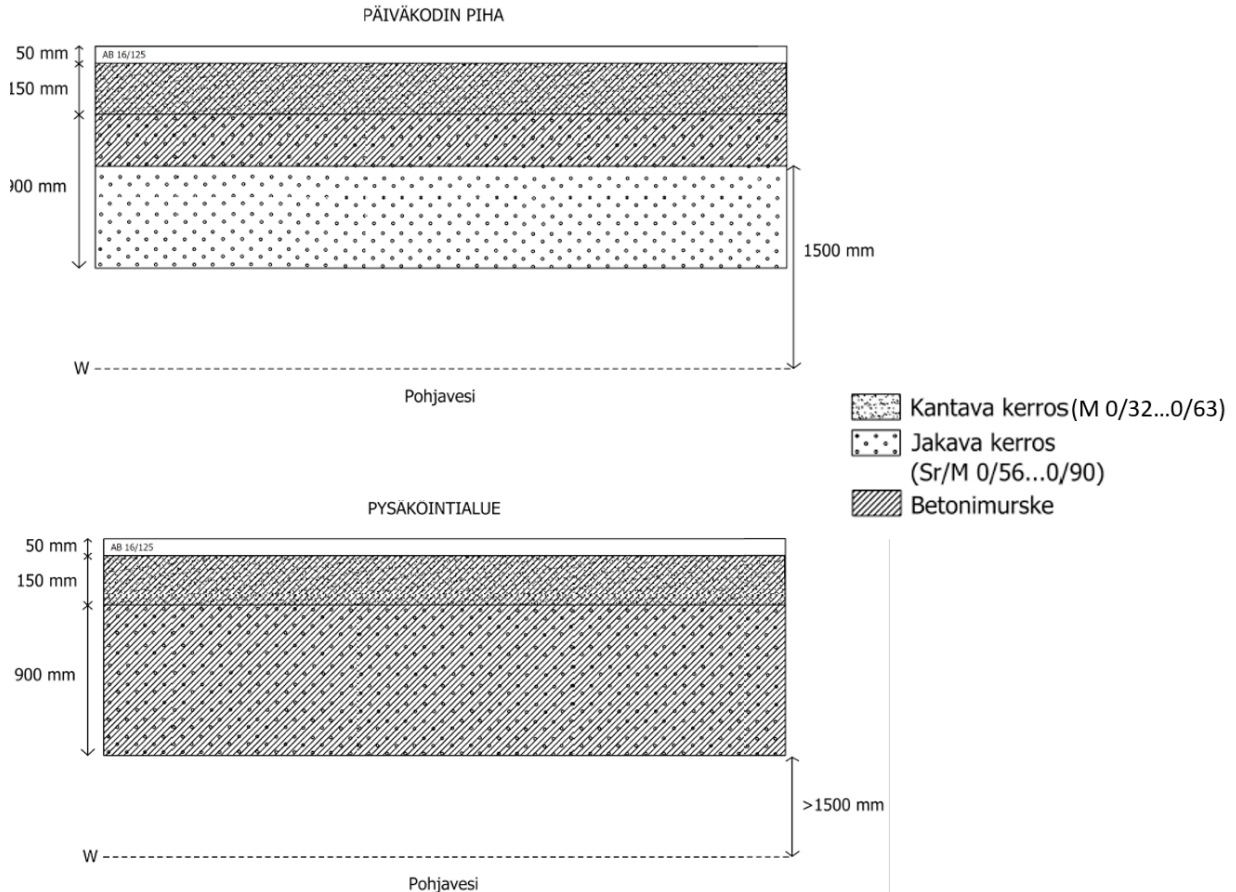 PÄIVÄKODIN PIHA
50 mm
AB 16/125
150 mm
900 mm
1500 mm
W
Pohjavesi
Kantava kerros (M 0/32...0/63)
Jakava kerros
(Sr/M 0/56...0/90)
Betonimurske
PYSÄKÖINTIALUE
50 mm
AB 16/125
150 mm
900 mm
>1500 mm
W
Pohjavesi